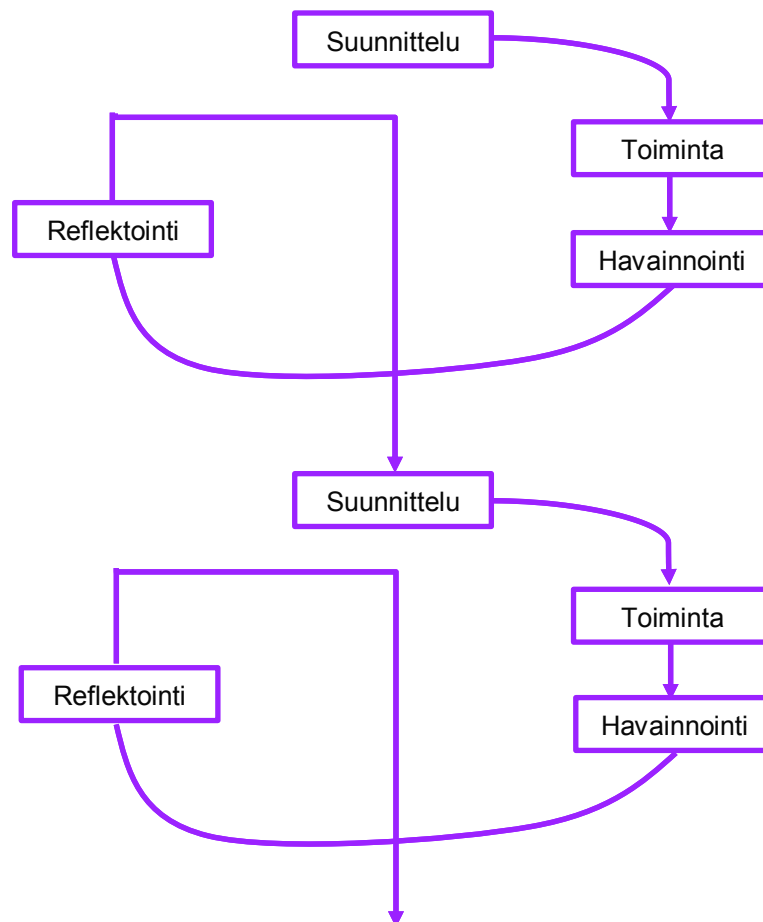 Suunnittelu
Toiminta
Reflektointi
Havainnointi
Suunnittelu
Toiminta
Reflektointi
Havainnointi